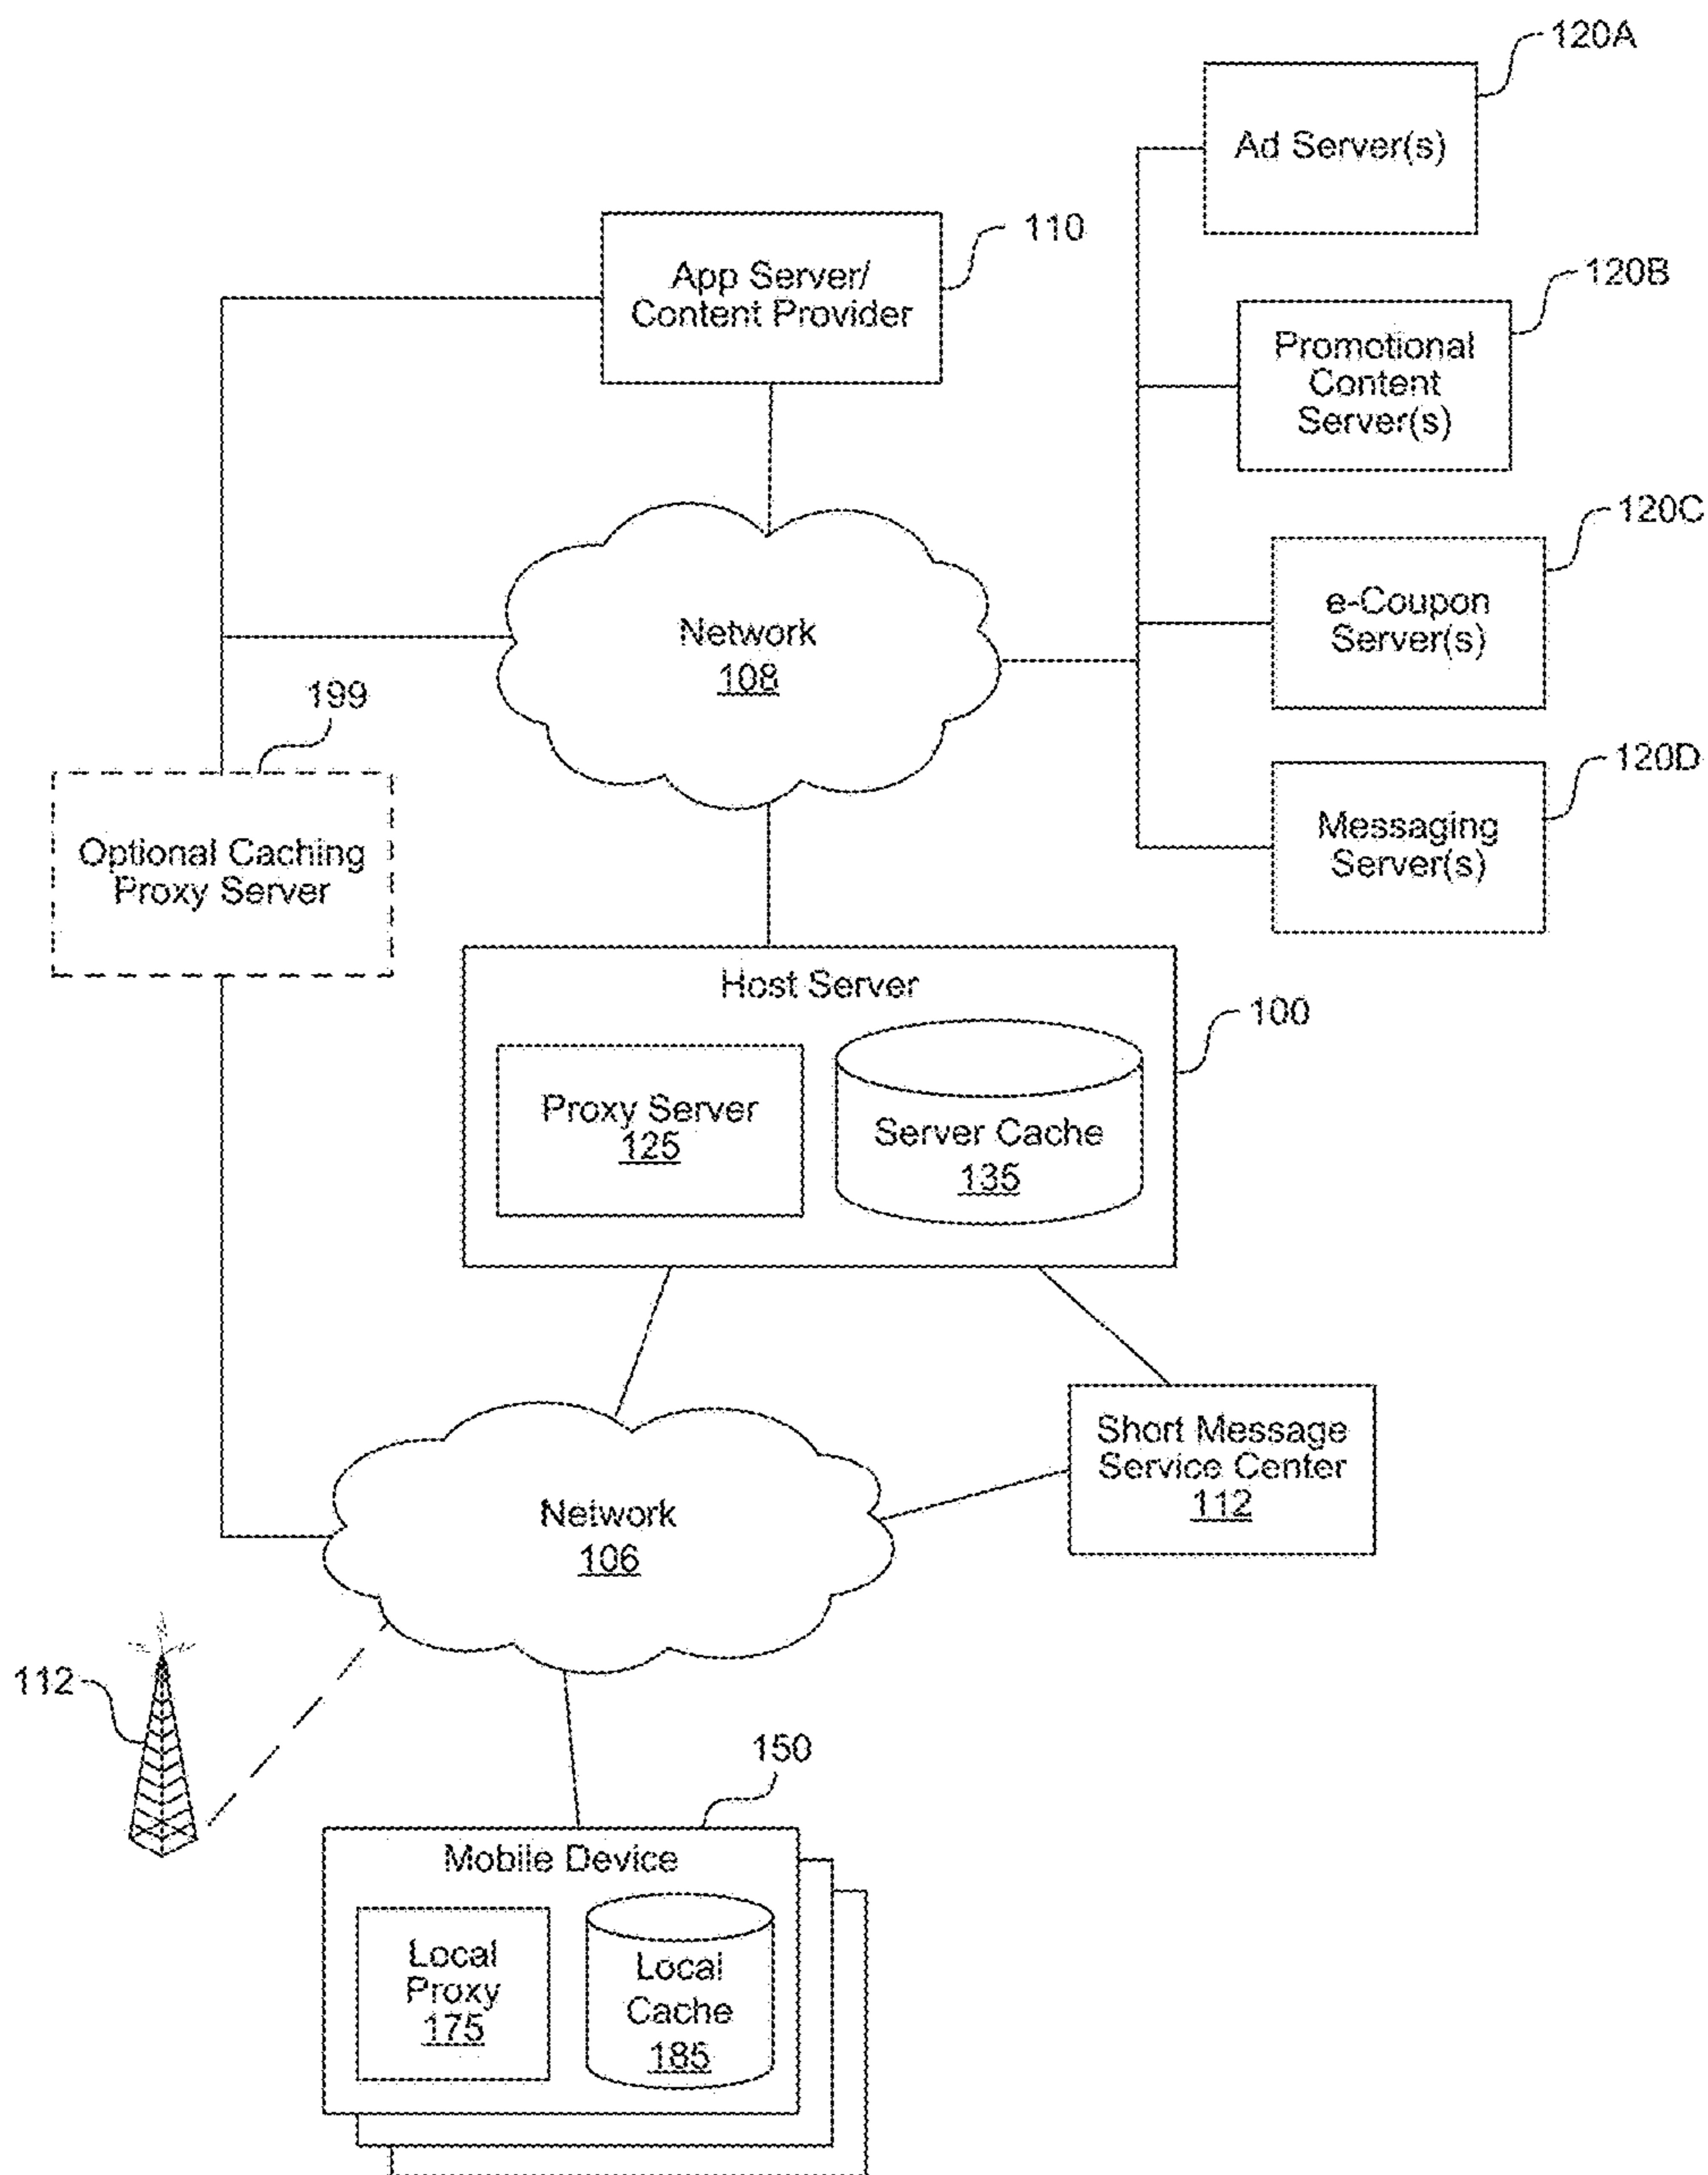 120A
Ad Server(s)
110
App Server/
Content Provider
120B
Promotional
Content
Server(s)
120C
e-Coupon
Server(s)
Network
108
199
120D
Messaging
Server(s)
Optional Caching
Proxy Server
Host Server
100
Proxy Server
125
Server Cache
135
Short Message
Service Center
112
Network
106
112
150
Mobile Device
Local
Proxy
175
Local
Cache
185